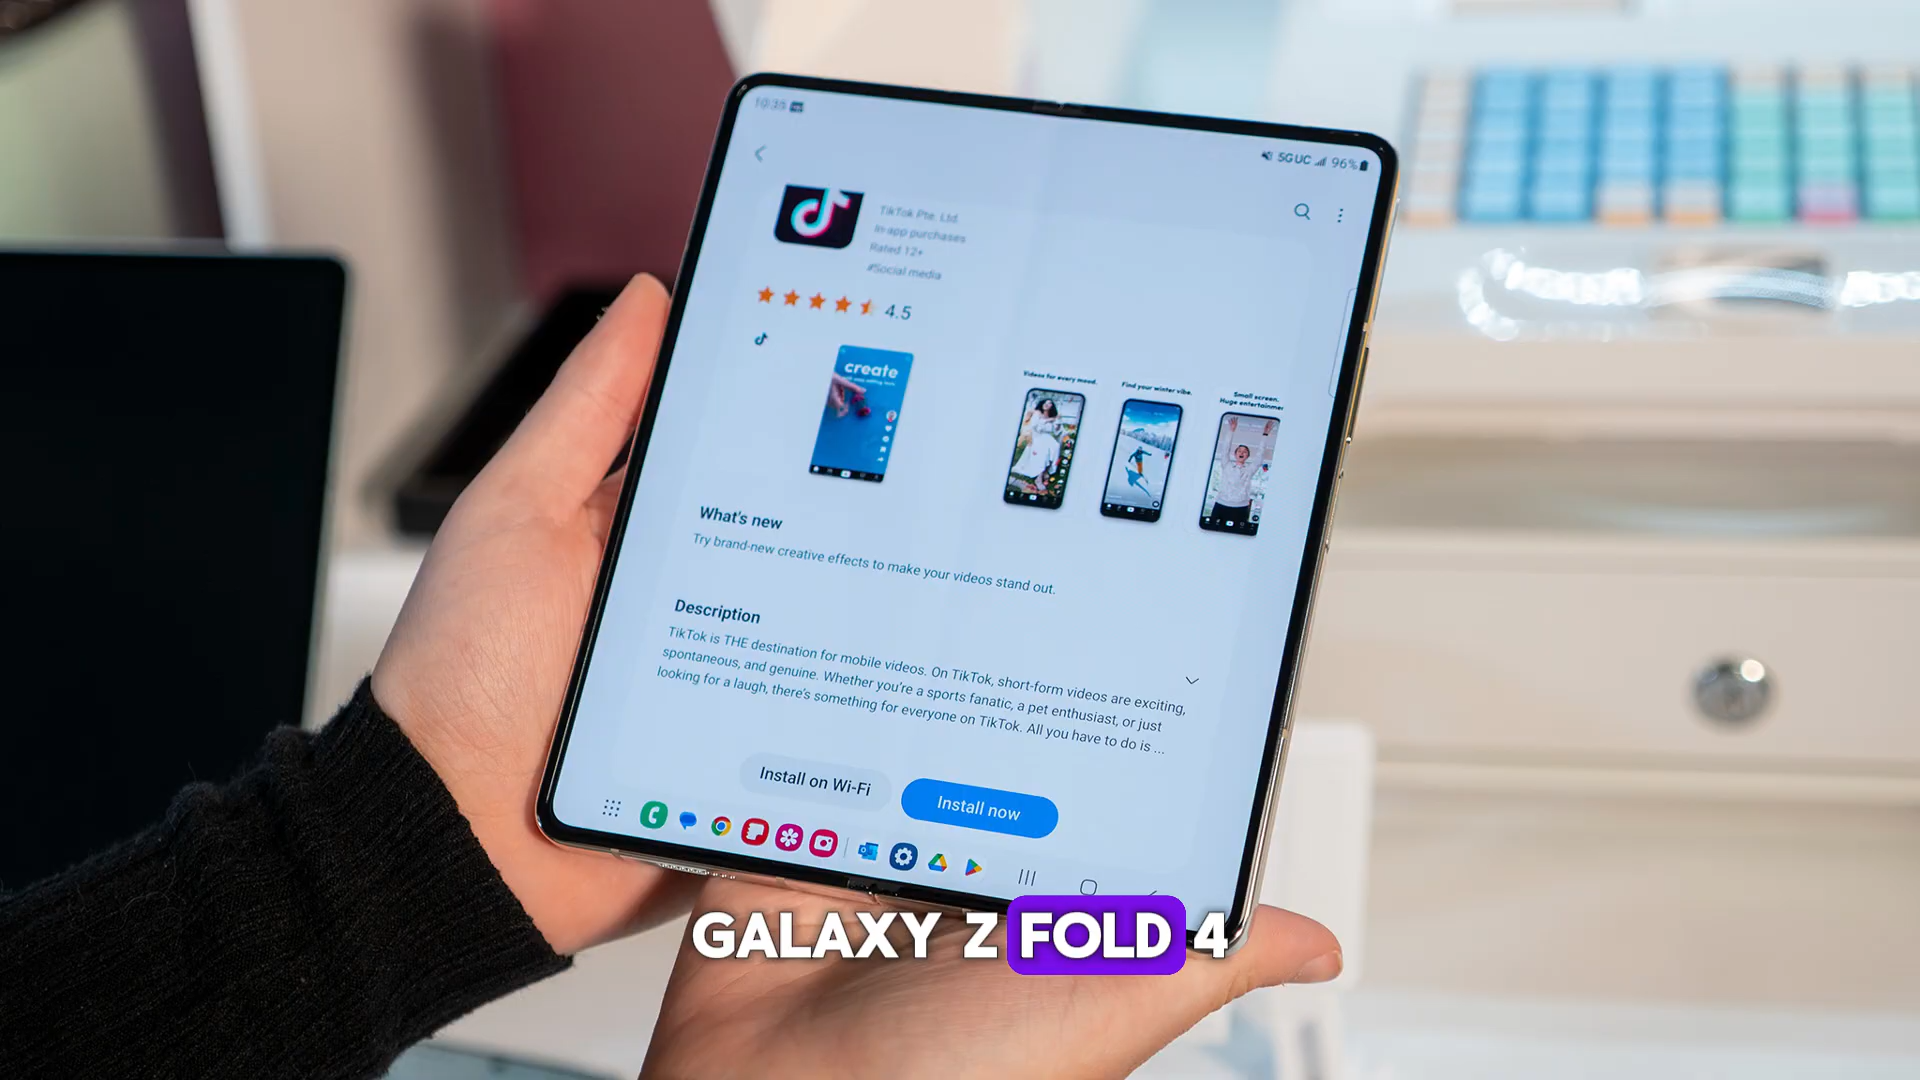 10:35
5G UC 96%
TikTok Pte. Ltd.
In-app purchases
Rated 12+
#Social media
4.5
create
Videos for every mood.
Find your winter vibe.
Small screen.
Huge entertainment
What's new
Try brand-new creative effects to make your videos stand out.
Description
TikTok is THE destination for mobile videos. On TikTok, short-form videos are exciting,
spontaneous, and genuine. Whether you're a sports fanatic, a pet enthusiast, or just
looking for a laugh, there's something for everyone on TikTok. All you have to do is ...
Install on Wi-Fi
Install now
GALAXY Z FOLD 4